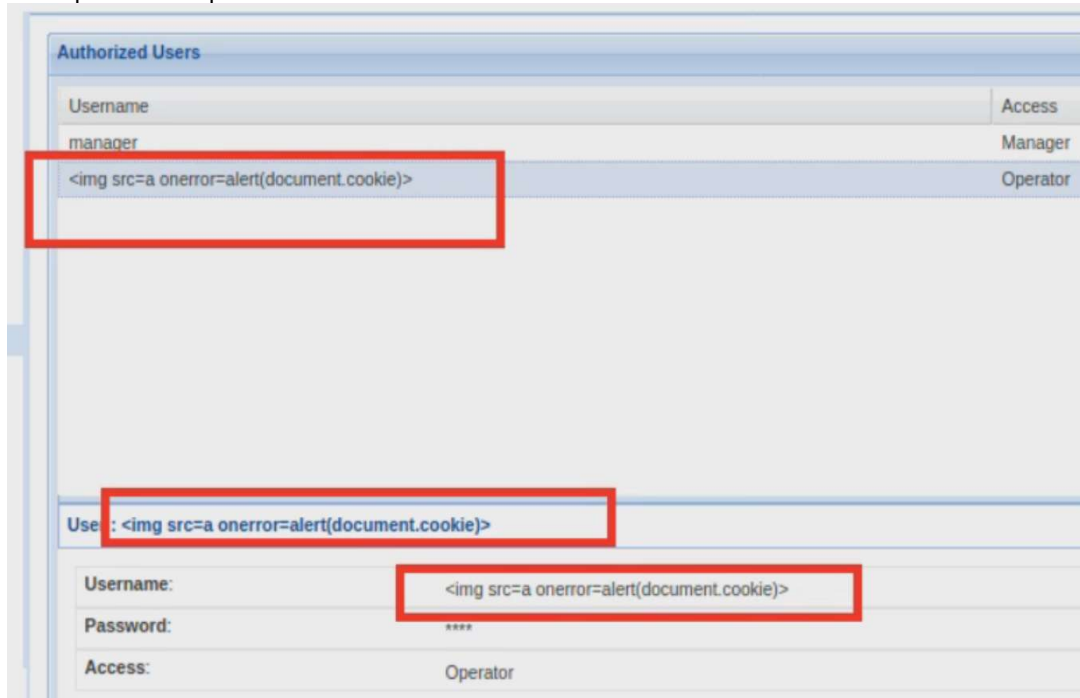 Authorized Users
Username Access
manager Manager
<img src=a onerror=alert(document.cookie)> Operator
User: <img src=a onerror=alert(document.cookie)>
Username: <img src=a onerror=alert(document.cookie)>
Password: ****
Access: Operator